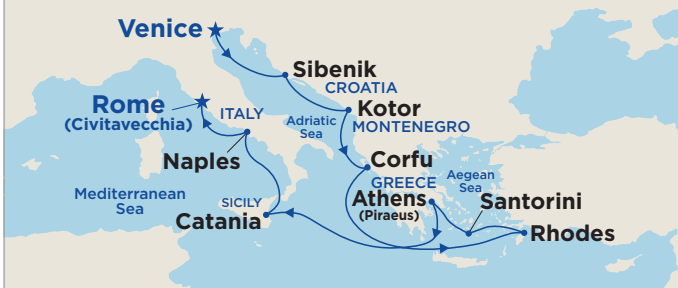 Venice
Sibenik
CROATIA
Rome
(Civitavecchia)
ITALY
Kotor
Adriatic
Sea
MONTENEGRO
Naples
Corfu
GREECE
Aegean
Sea
Athens
(Piraeus)
Santorini
Mediterranean
Sea
SICILY
Catania
Rhodes